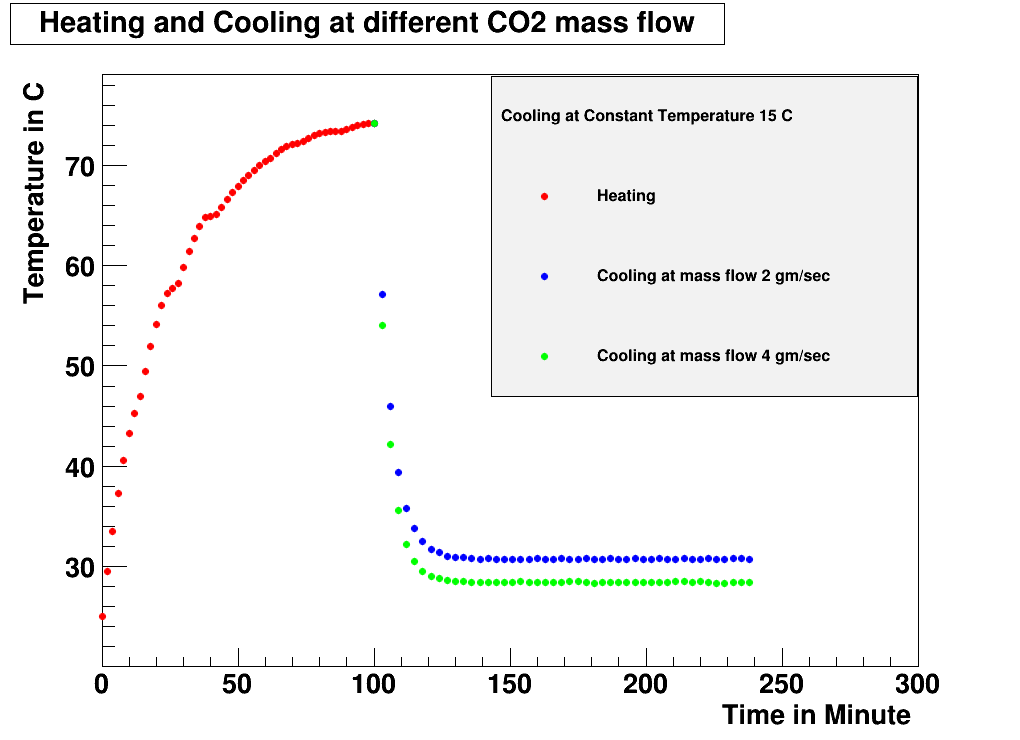 Heating and Cooling at different CO2 mass flow
Temperature in C
Cooling at Constant Temperature 15 C
Heating
Cooling at mass flow 2 gm/sec
Cooling at mass flow 4 gm/sec
70
60
50
40
30
0 50 100 150 200 250 300
Time in Minute